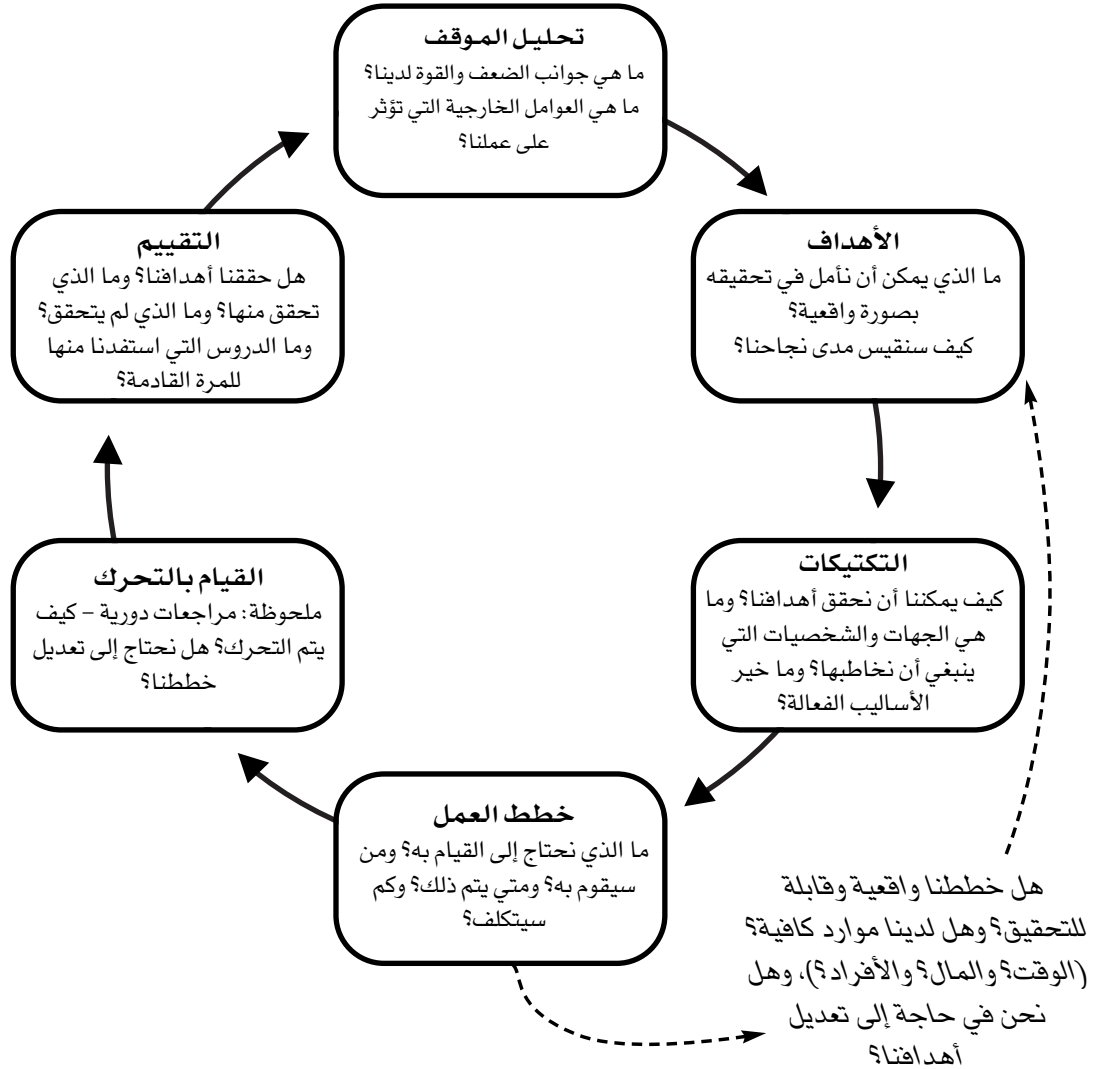 تحليل الموقف
ما هي جوانب الضعف والقوة لدينا؟
ما هي العوامل الخارجية التي تؤثر
على عملنا؟
الأهداف
ما الذي يمكن أن نأمل في تحقيقه
بصورة واقعية؟
كيف سنقيس مدى نجاحنا؟
التكتيكات
كيف يمكننا أن نحقق أهدافنا؟ وما
هي الجهات والشخصيات التي
ينبغي أن نخاطبها؟ وما خير
الأساليب الفعالة؟
خطط العمل
ما الذي نحتاج إلى القيام به؟ ومن
سيقوم به؟ ومتي يتم ذلك؟ وكم
سيتكلف؟
هل خططنا واقعية وقابلة
للتحقيق؟ وهل لدينا موارد كافية؟
(الوقت؟ والمال؟ والأفراد؟)، وهل
نحن في حاجة إلى تعديل
أهدافنا؟
القيام بالتحرك
ملحوظة: مراجعات دورية – كيف
يتم التحرك؟ هل نحتاج إلى تعديل
خططنا؟
التقييم
هل حققنا أهدافنا؟ وما الذي
تحقق منها؟ وما الذي لم يتحقق؟
وما الدروس التي استفدنا منها
للمرة القادمة؟